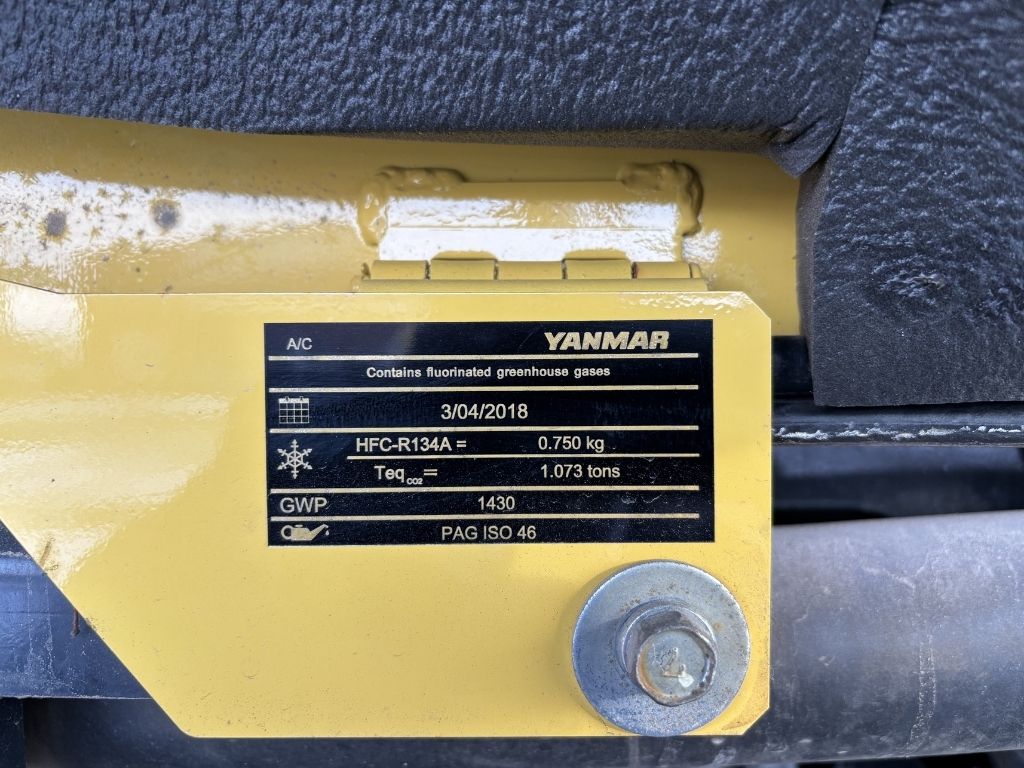 A/C YANMAR
Contains fluorinated greenhouse gases
3/04/2018
HFC-R134A = 0.750 kg
Teq CO2 = 1.073 tons
GWP 1430
PAG ISO 46